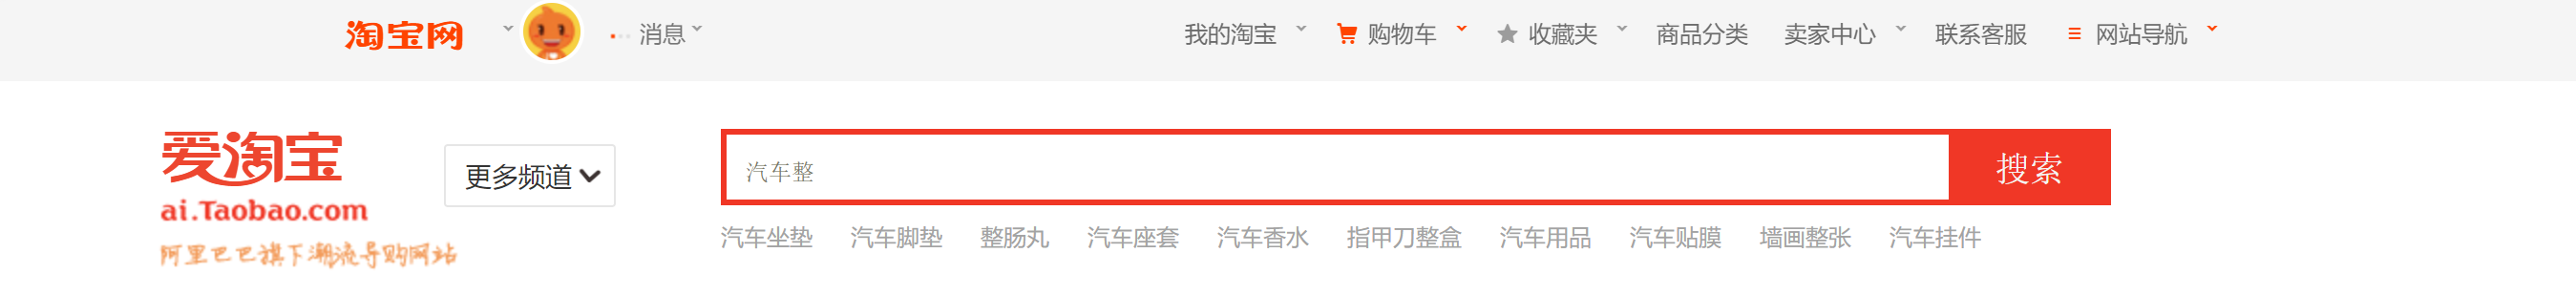 淘宝网 消息 我的淘宝 购物车 收藏夹 商品分类 卖家中心 联系客服 网站导航
爱淘宝
ai.Taobao.com
阿里巴巴旗下潮流导购网站
更多频道
汽车整 搜索
汽车坐垫 汽车脚垫 整肠丸 汽车座套 汽车香水 指甲刀整盒 汽车用品 汽车贴膜 墙画整张 汽车挂件